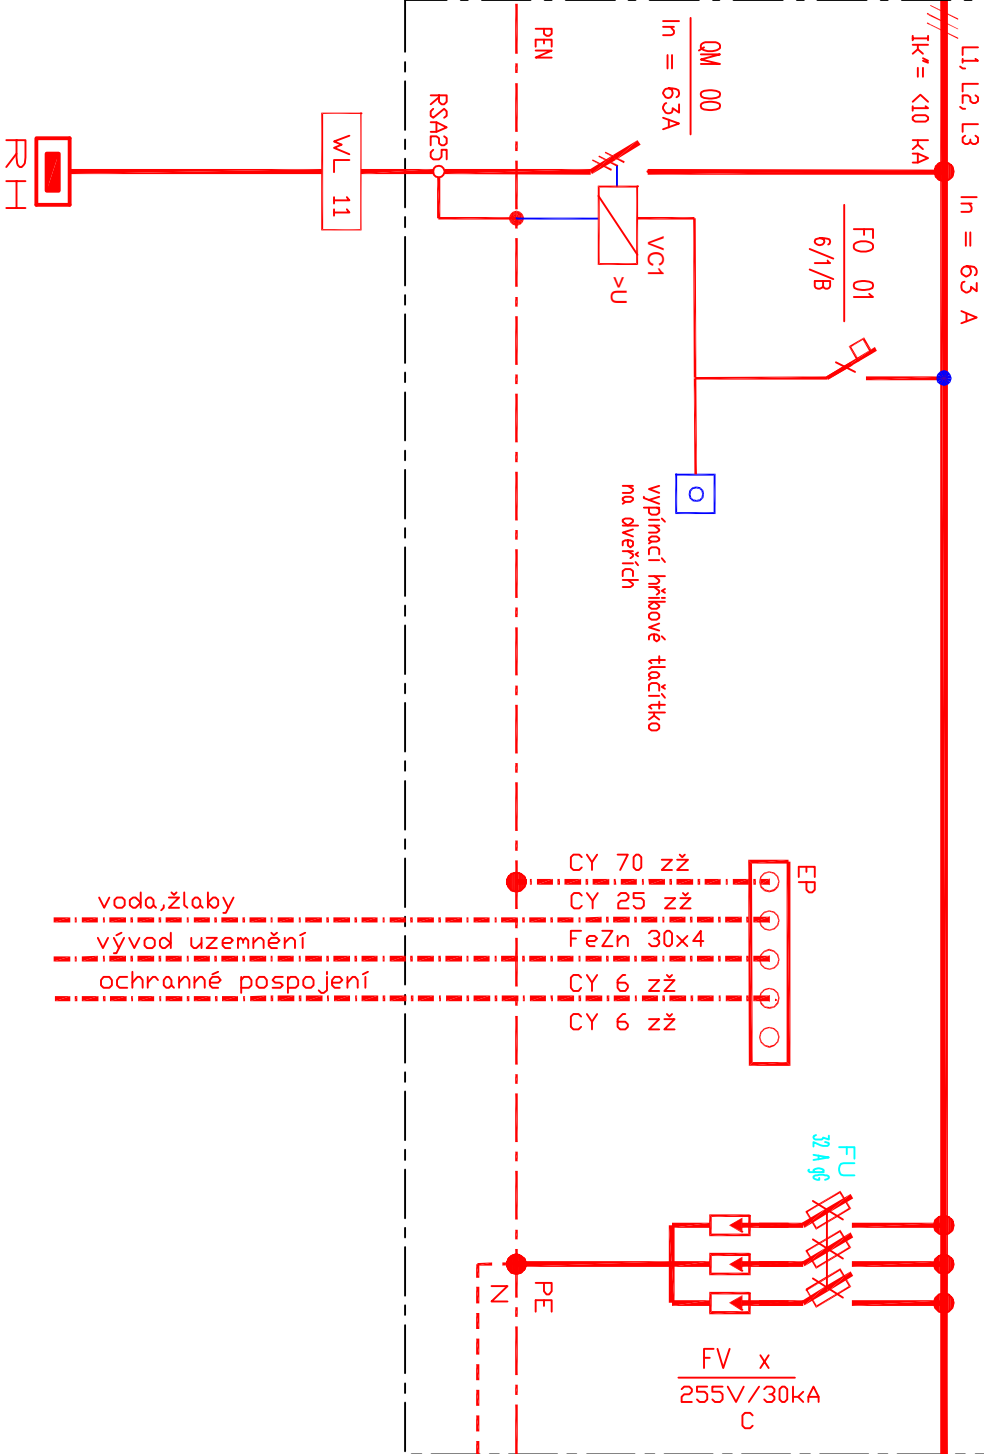 L1, L2, L3   In = 63 A
Ik″= <10 kA
QM 00
In = 63A
PEN
RSA25
WL 11
RH
VC1
>U
FO 01
6/1/B
vypínací hřibové tlačítko
na dveřích
EP
CY 70 zž
CY 25 zž
FeZn 30x4
CY 6 zž
CY 6 zž
voda,žlaby
vývod uzemnění
ochranné pospojení
FU
32 A gG
PE
N
FV x
255V/30kA
C